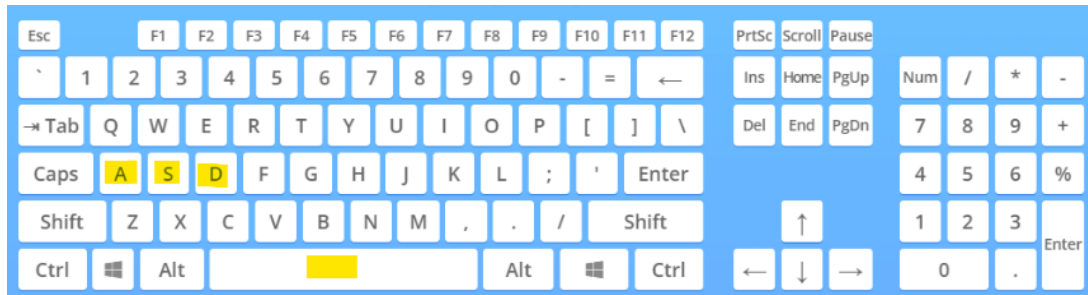 Esc F1 F2 F3 F4 F5 F6 F7 F8 F9 F10 F11 F12 PrtSc Scroll Pause
` 1 2 3 4 5 6 7 8 9 0 - = ← Ins Home PgUp Num / * -
⇥ Tab Q W E R T Y U I O P [ ] \ Del End PgDn 7 8 9 +
Caps A S D F G H J K L ; ' Enter 4 5 6 %
Shift Z X C V B N M , . / Shift ↑ 1 2 3 Enter
Ctrl Alt Alt Ctrl ← ↓ → 0 .